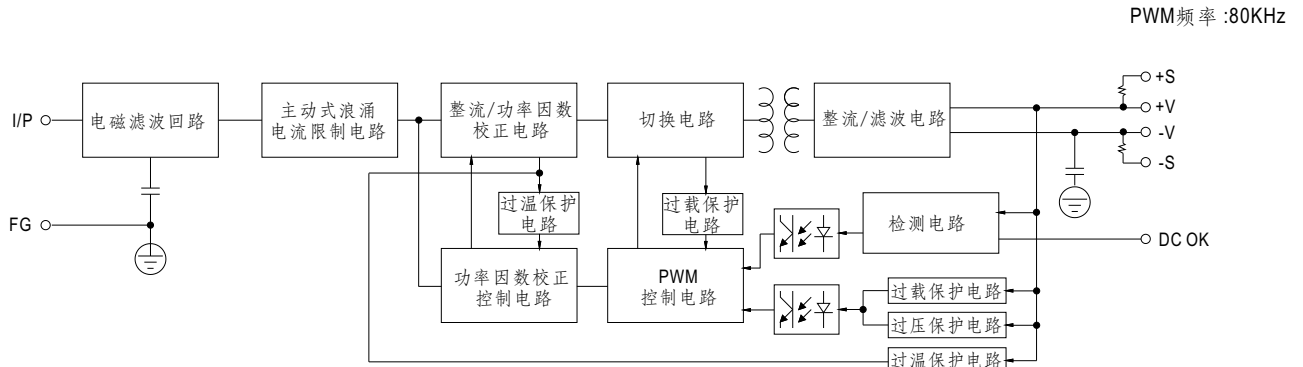 PWM频率 :80KHz
I/P
电磁滤波回路
主动式浪涌
电流限制电路
整流/功率因数
校正电路
切换电路
整流/滤波电路
+S
+V
-V
-S
FG
过温保护
电路
过载保护
电路
检测电路
DC OK
功率因数校正
控制电路
PWM
控制电路
过载保护电路
过压保护电路
过温保护电路